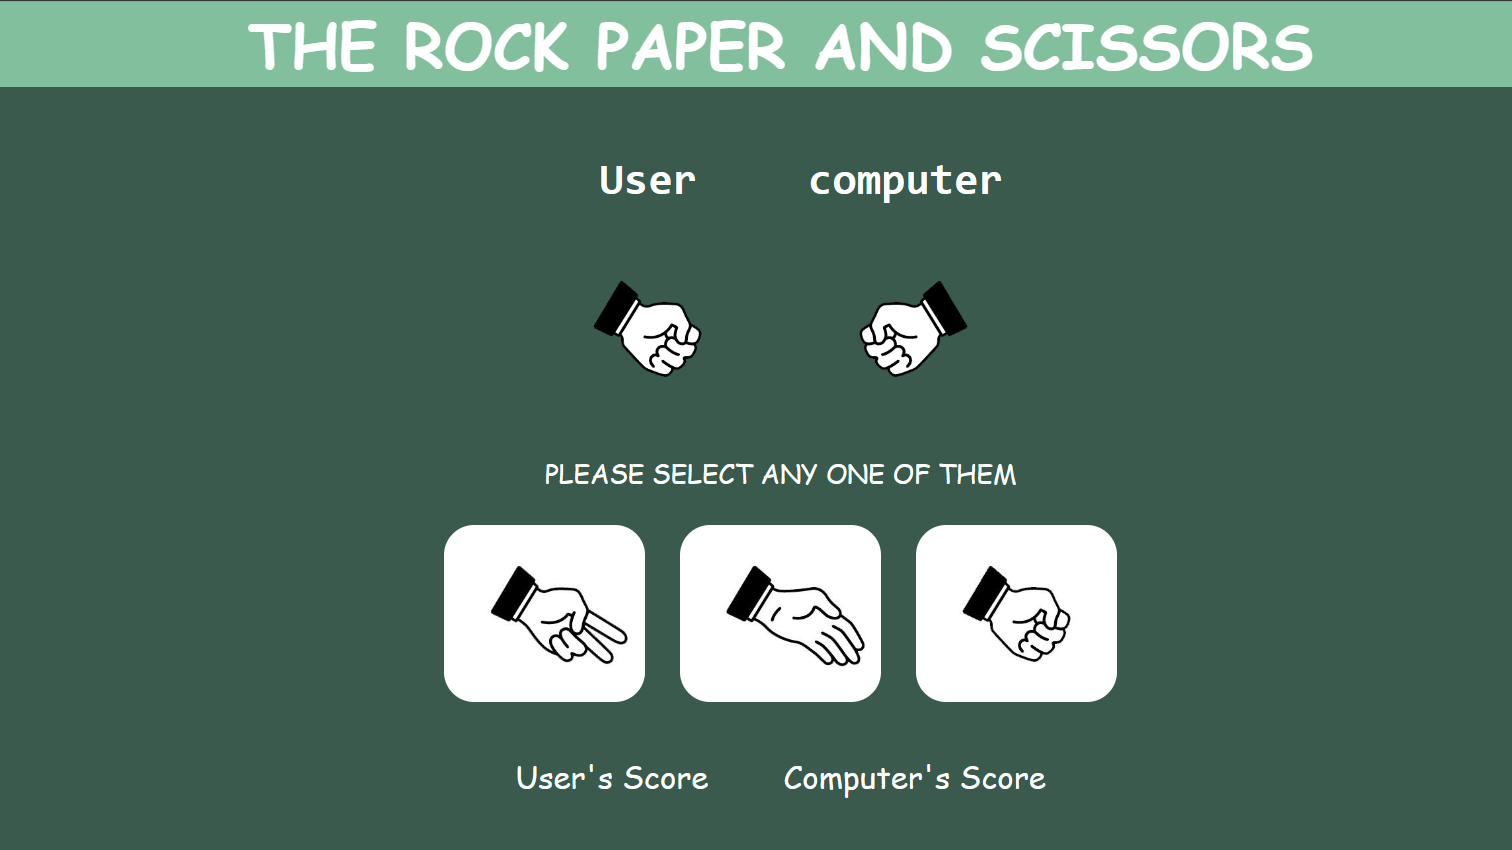 THE ROCK PAPER AND SCISSORS
User computer
PLEASE SELECT ANY ONE OF THEM
User's Score Computer's Score